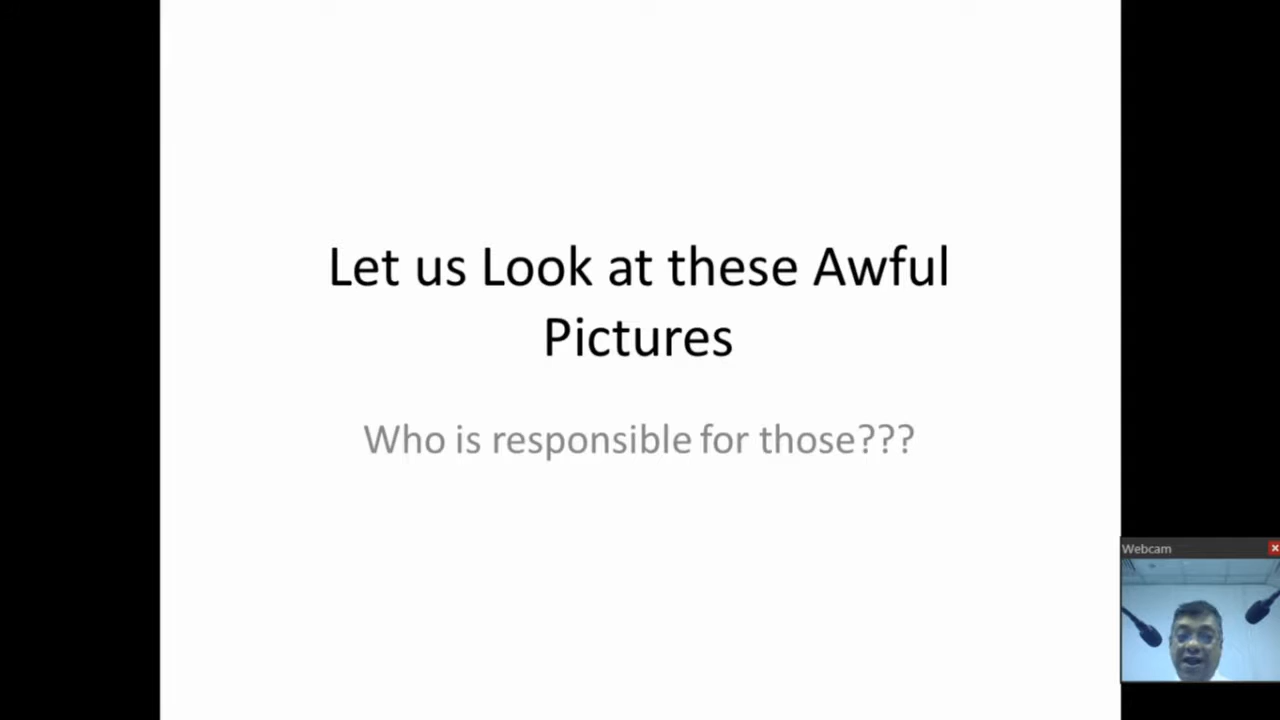 Let us Look at these Awful
Pictures
Who is responsible for those???
Webcam